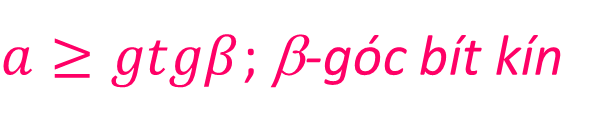 a ≥ gtgβ; β-góc bít kín